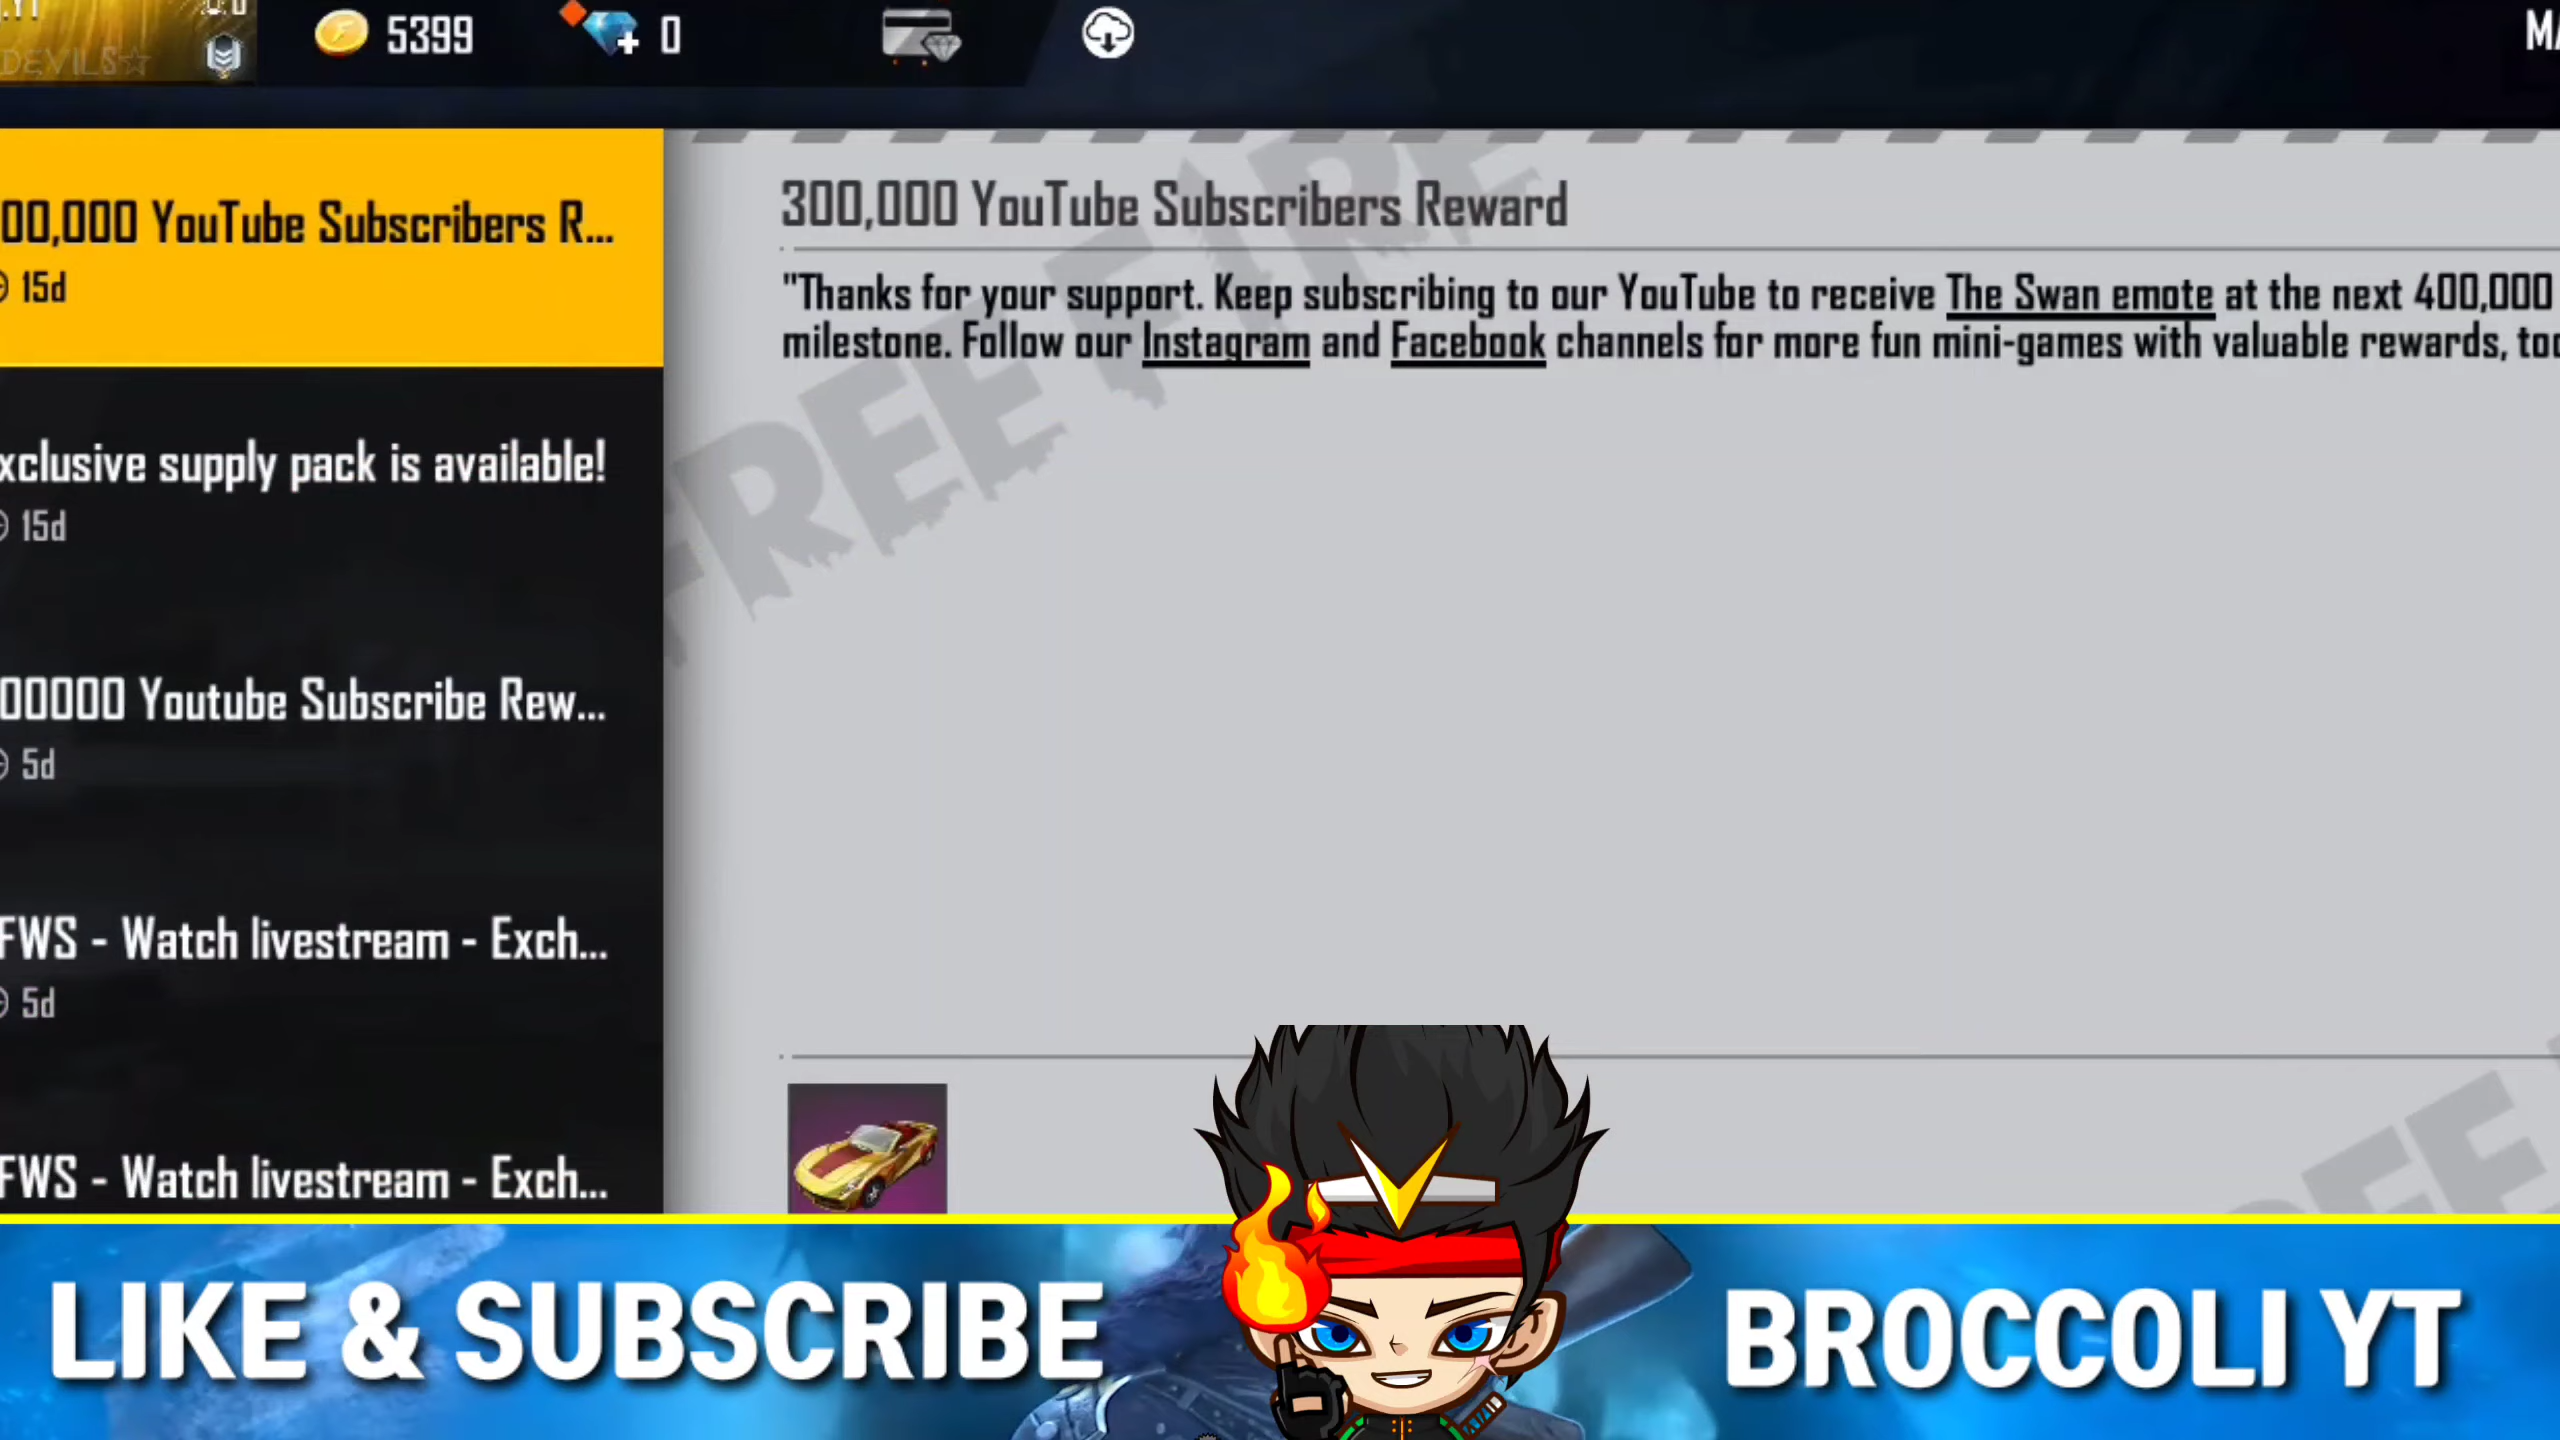 5399
0
DEVILS☆
00,000 YouTube Subscribers R...
15d
xclusive supply pack is available!
15d
00000 Youtube Subscribe Rew...
5d
FWS - Watch livestream - Exch...
5d
FWS - Watch livestream - Exch...
300,000 YouTube Subscribers Reward
"Thanks for your support. Keep subscribing to our YouTube to receive The Swan emote at the next 400,000
milestone. Follow our Instagram and Facebook channels for more fun mini-games with valuable rewards, too
FREE FIRE
LIKE & SUBSCRIBE
BROCCOLI YT